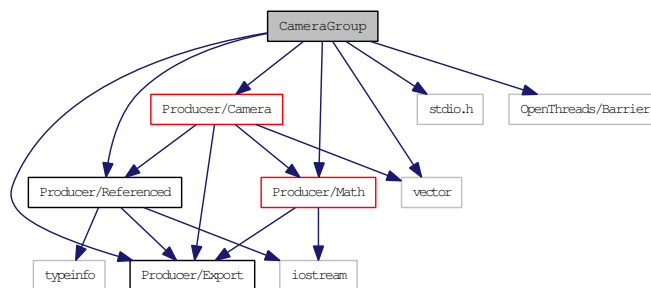 CameraGroup
Producer/Camera
stdio.h
OpenThreads/Barrier
Producer/Referenced
Producer/Math
vector
typeinfo
Producer/Export
iostream